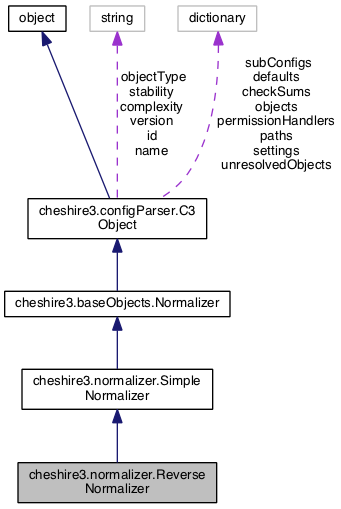 object
string
dictionary
objectType
stability
complexity
version
id
name
subConfigs
defaults
checkSums
objects
permissionHandlers
paths
settings
unresolvedObjects
cheshire3.configParser.C3
Object
cheshire3.baseObjects.Normalizer
cheshire3.normalizer.Simple
Normalizer
cheshire3.normalizer.Reverse
Normalizer